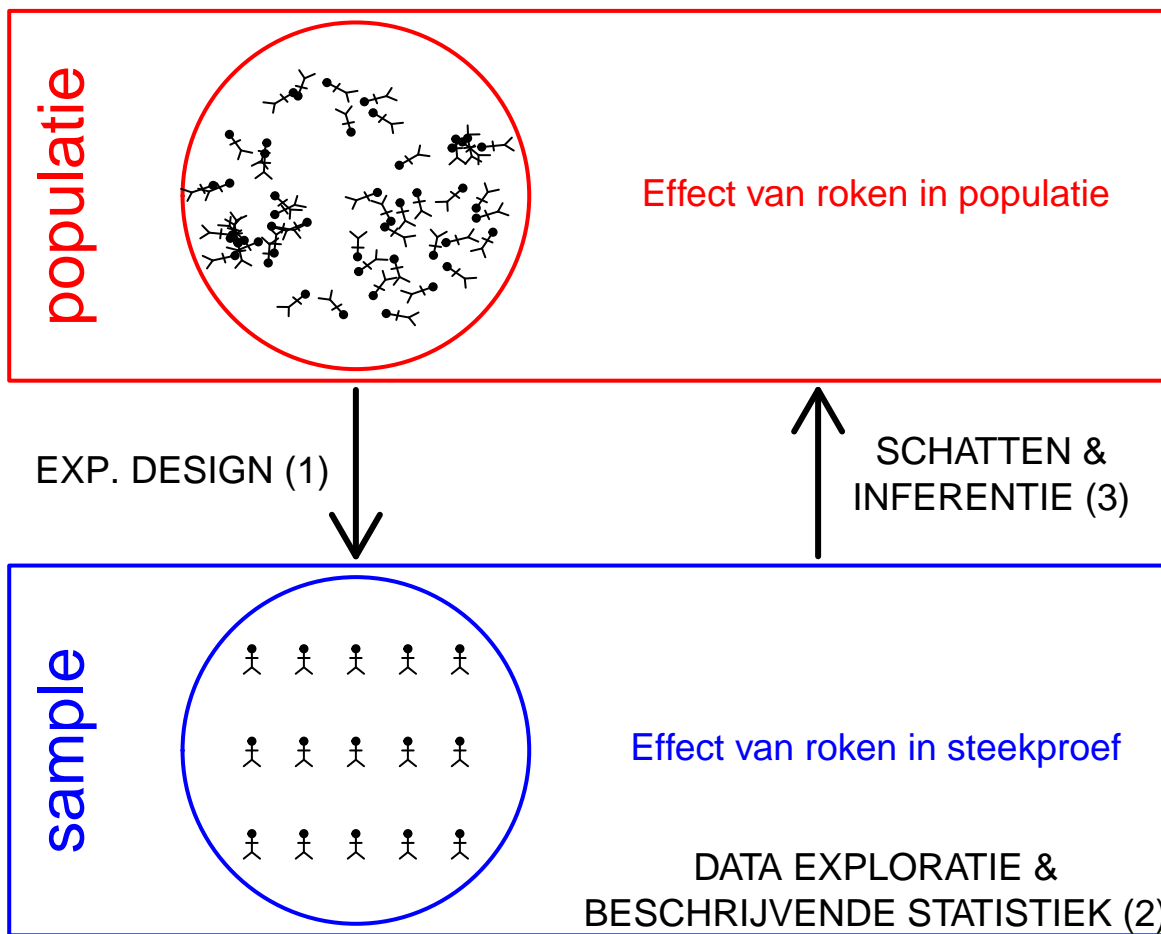 populatie
Effect van roken in populatie
EXP. DESIGN (1)
SCHATTEN &
INFERENTIE (3)
sample
Effect van roken in steekproef
DATA EXPLORATIE &
BESCHRIJVENDE STATISTIEK (2)